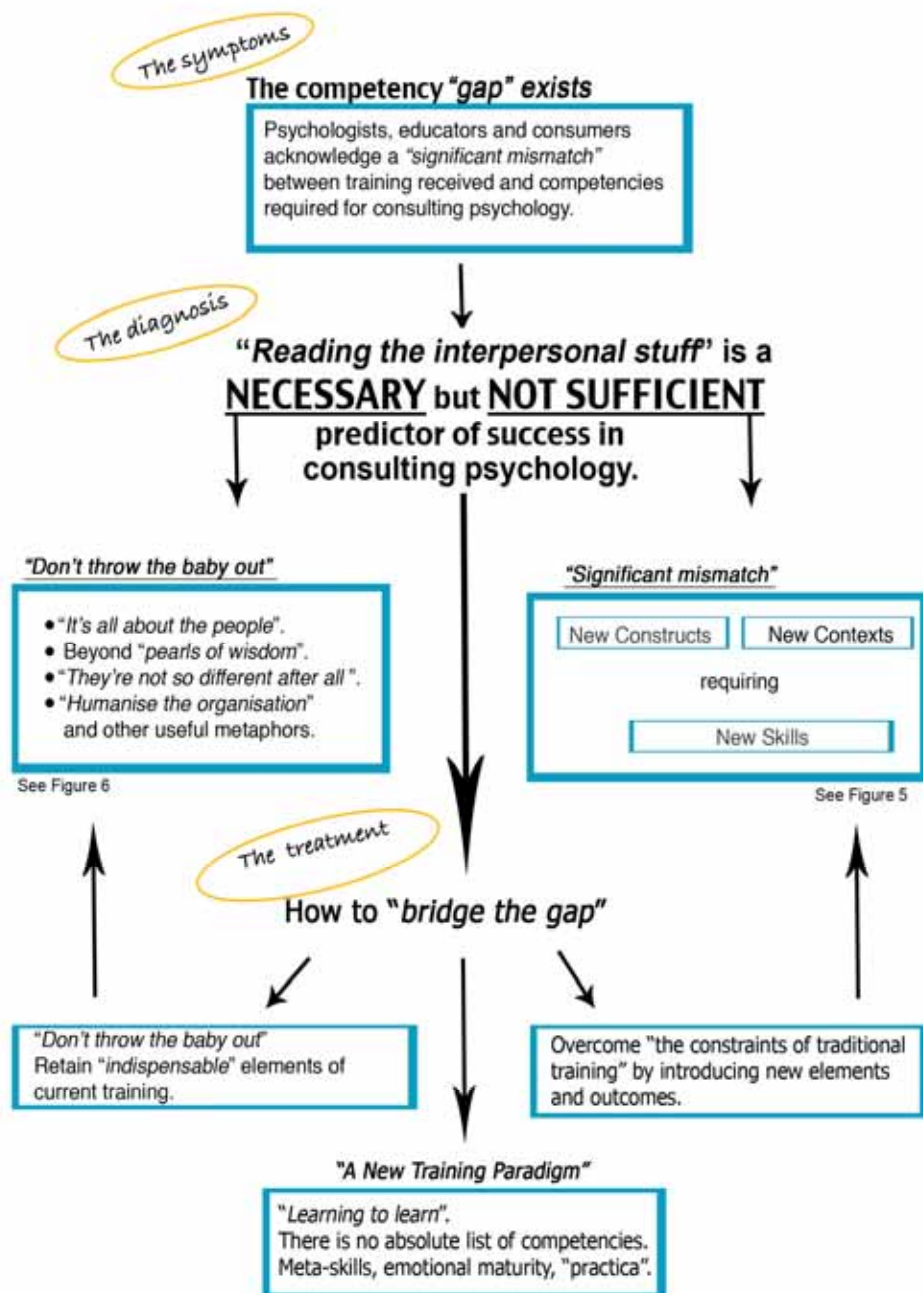 The symptoms
The competency "gap" exists
Psychologists, educators and consumers
acknowledge a "significant mismatch"
between training received and competencies
required for consulting psychology.
The diagnosis
"Reading the interpersonal stuff" is a
NECESSARY but NOT SUFFICIENT
predictor of success in
consulting psychology.
"Don't throw the baby out"
• "It's all about the people".
• Beyond "pearls of wisdom".
• "They're not so different after all ".
• "Humanise the organisation"
and other useful metaphors.
See Figure 6
"Significant mismatch"
New Constructs
New Contexts
requiring
New Skills
See Figure 5
The treatment
How to "bridge the gap"
"Don't throw the baby out"
Retain "indispensable" elements of
current training.
Overcome "the constraints of traditional
training" by introducing new elements
and outcomes.
"A New Training Paradigm"
"Learning to learn".
There is no absolute list of competencies.
Meta-skills, emotional maturity, "practica".